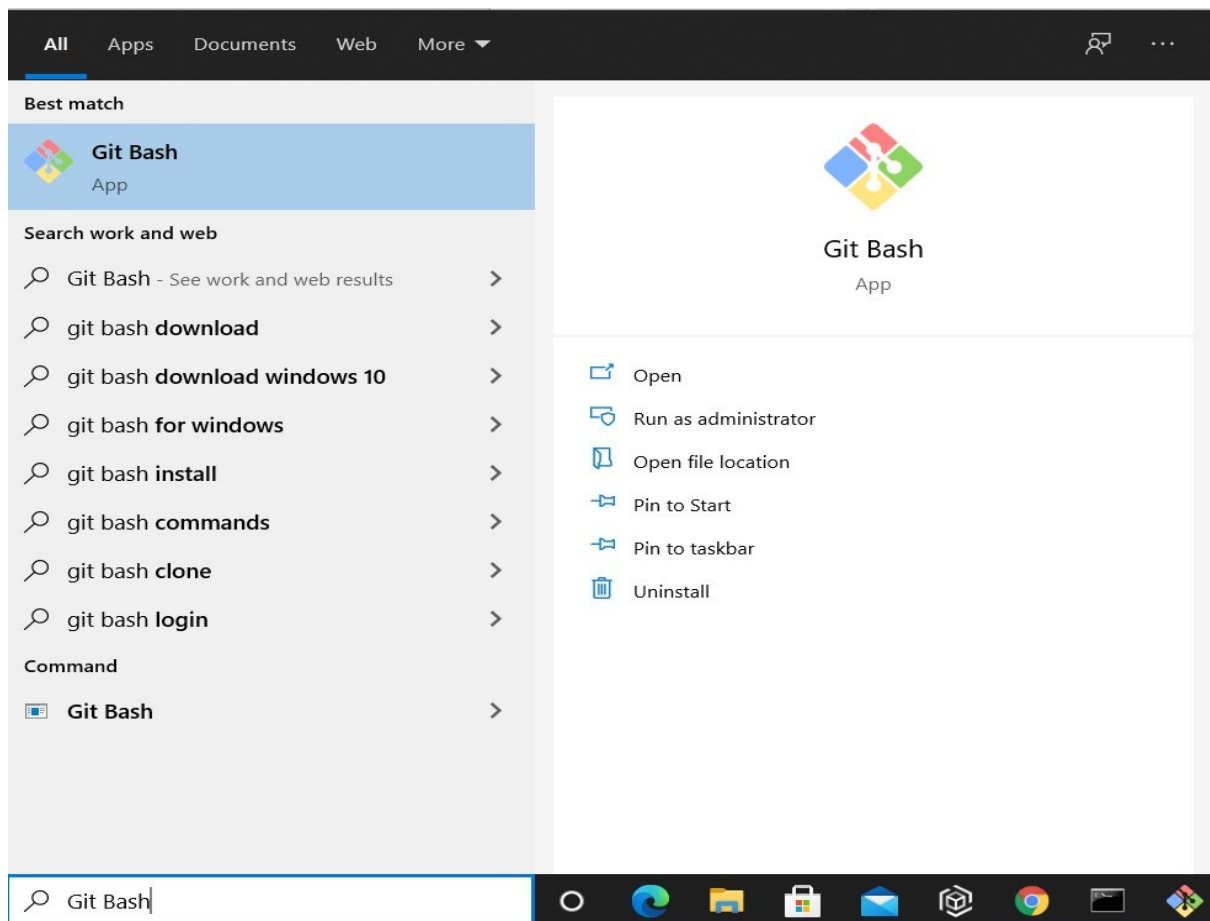 All Apps Documents Web More
Best match
Git Bash
App
Search work and web
Git Bash - See work and web results
git bash download
git bash download windows 10
git bash for windows
git bash install
git bash commands
git bash clone
git bash login
Command
Git Bash
Git Bash
App
Open
Run as administrator
Open file location
Pin to Start
Pin to taskbar
Uninstall
Git Bash